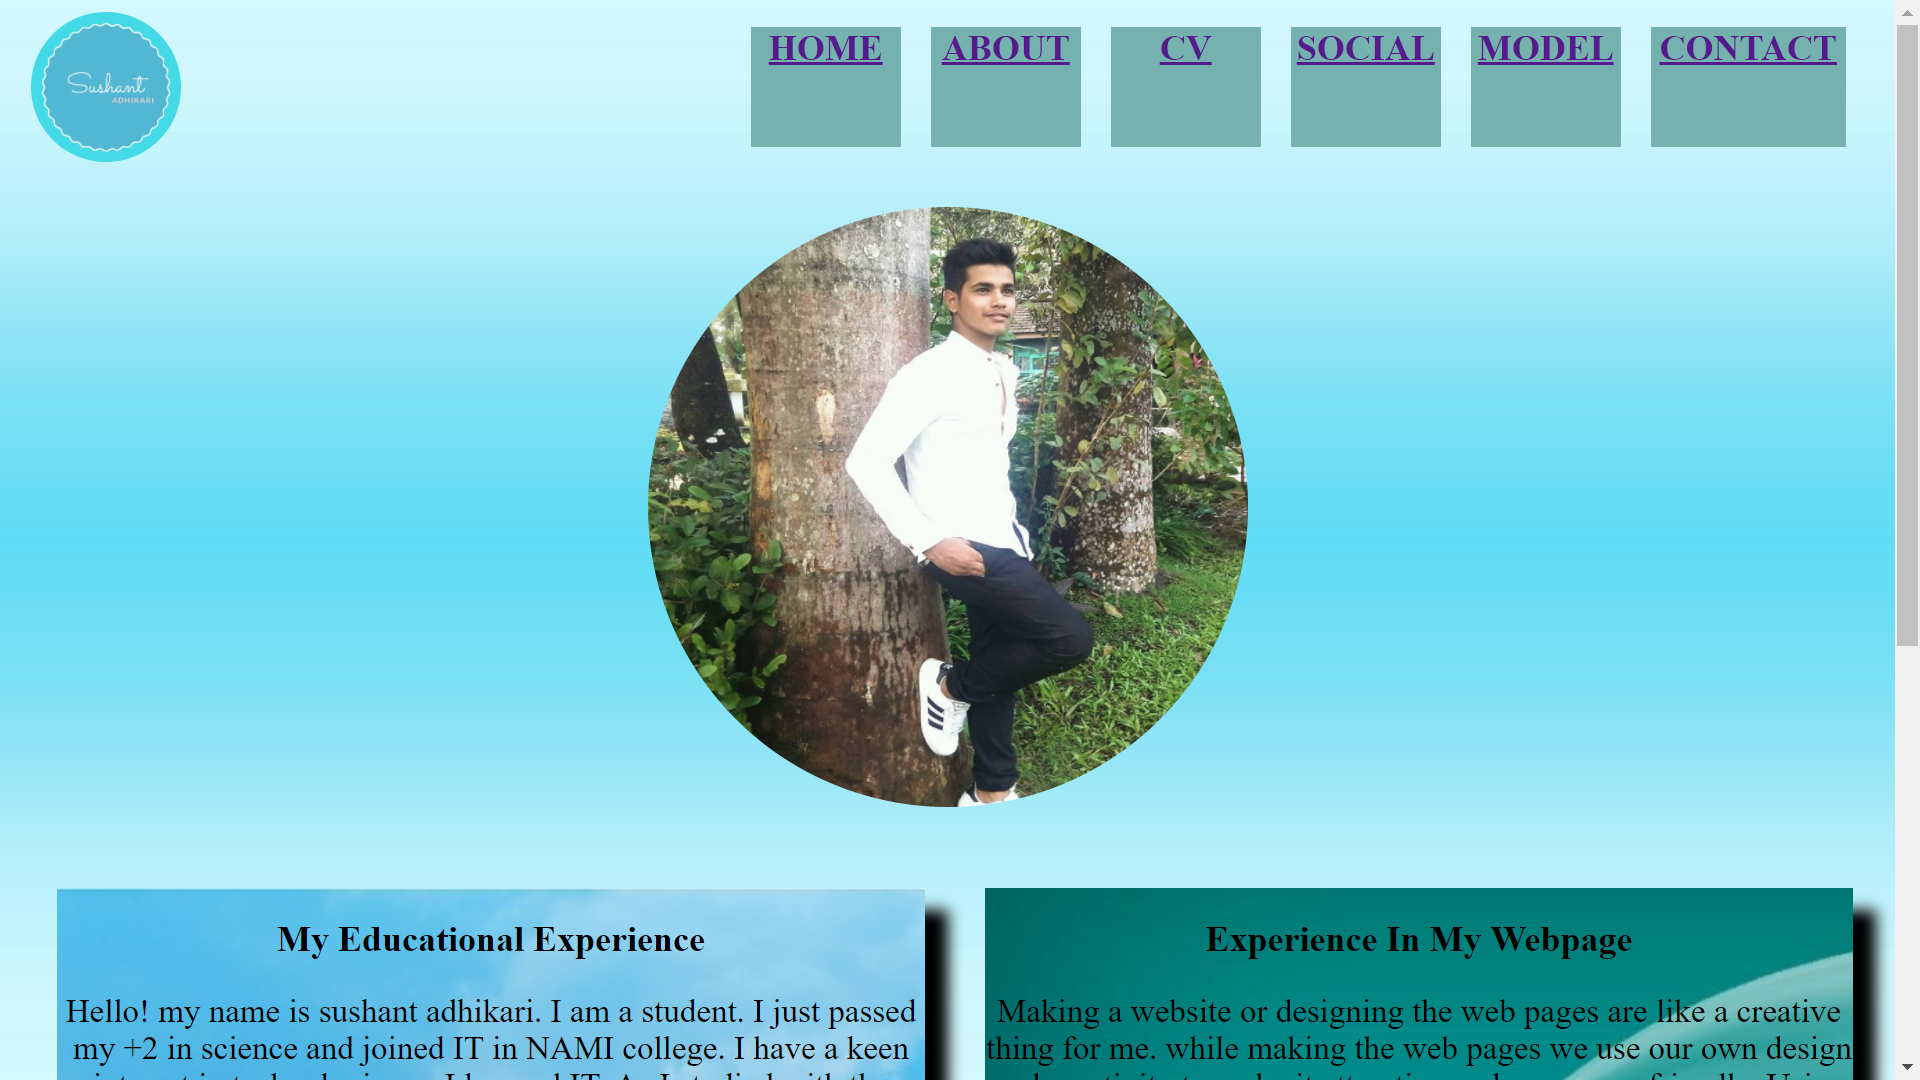 Sushant
ADHIKARI
HOME ABOUT CV SOCIAL MODEL CONTACT
My Educational Experience
Hello! my name is sushant adhikari. I am a student. I just passed
my +2 in science and joined IT in NAMI college. I have a keen
Experience In My Webpage
Making a website or designing the web pages are like a creative
thing for me. while making the web pages we use our own design